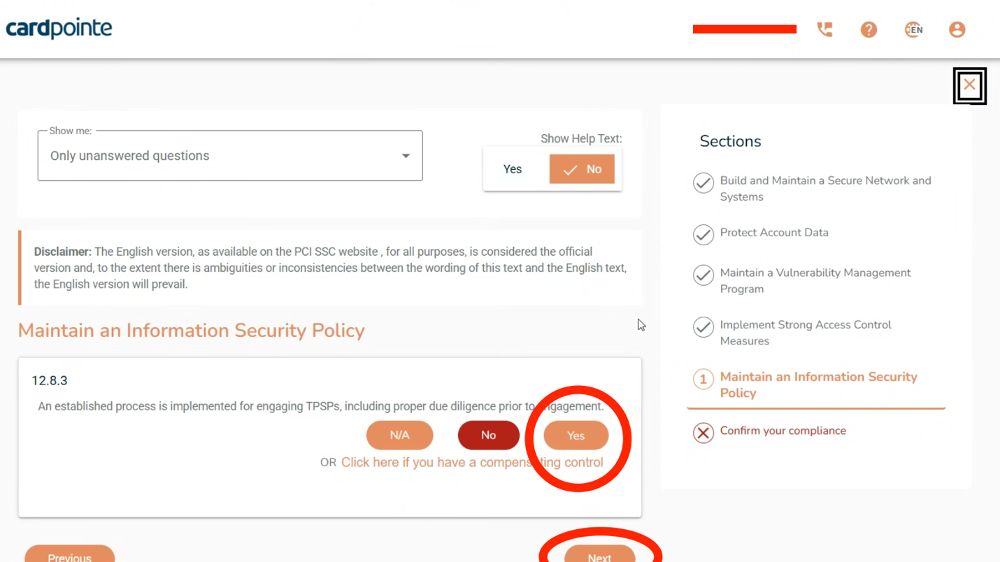 cardpointe
EN
Show me:
Only unanswered questions
Show Help Text:
Yes
No
Disclaimer: The English version, as available on the PCI SSC website , for all purposes, is considered the official
version and, to the extent there is ambiguities or inconsistencies between the wording of this text and the English text,
the English version will prevail.
Maintain an Information Security Policy
12.8.3
An established process is implemented for engaging TPSPs, including proper due diligence prior to engagement.
N/A
No
Yes
OR Click here if you have a compensating control
Previous
Next
Sections
Build and Maintain a Secure Network and
Systems
Protect Account Data
Maintain a Vulnerability Management
Program
Implement Strong Access Control
Measures
1 Maintain an Information Security
Policy
Confirm your compliance